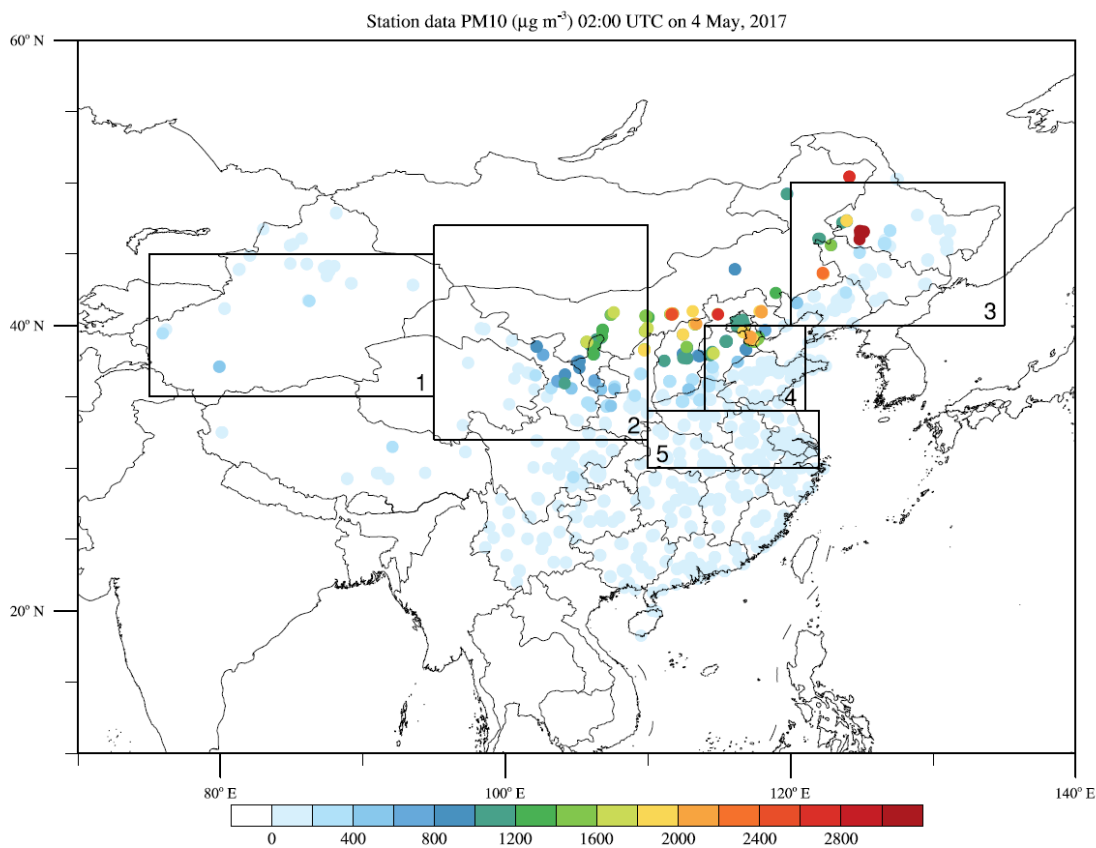 Station data PM10 (μg m⁻³) 02:00 UTC on 4 May, 2017
60° N
40° N
20° N
1
2
3
4
5
80° E
100° E
120° E
140° E
0
400
800
1200
1600
2000
2400
2800